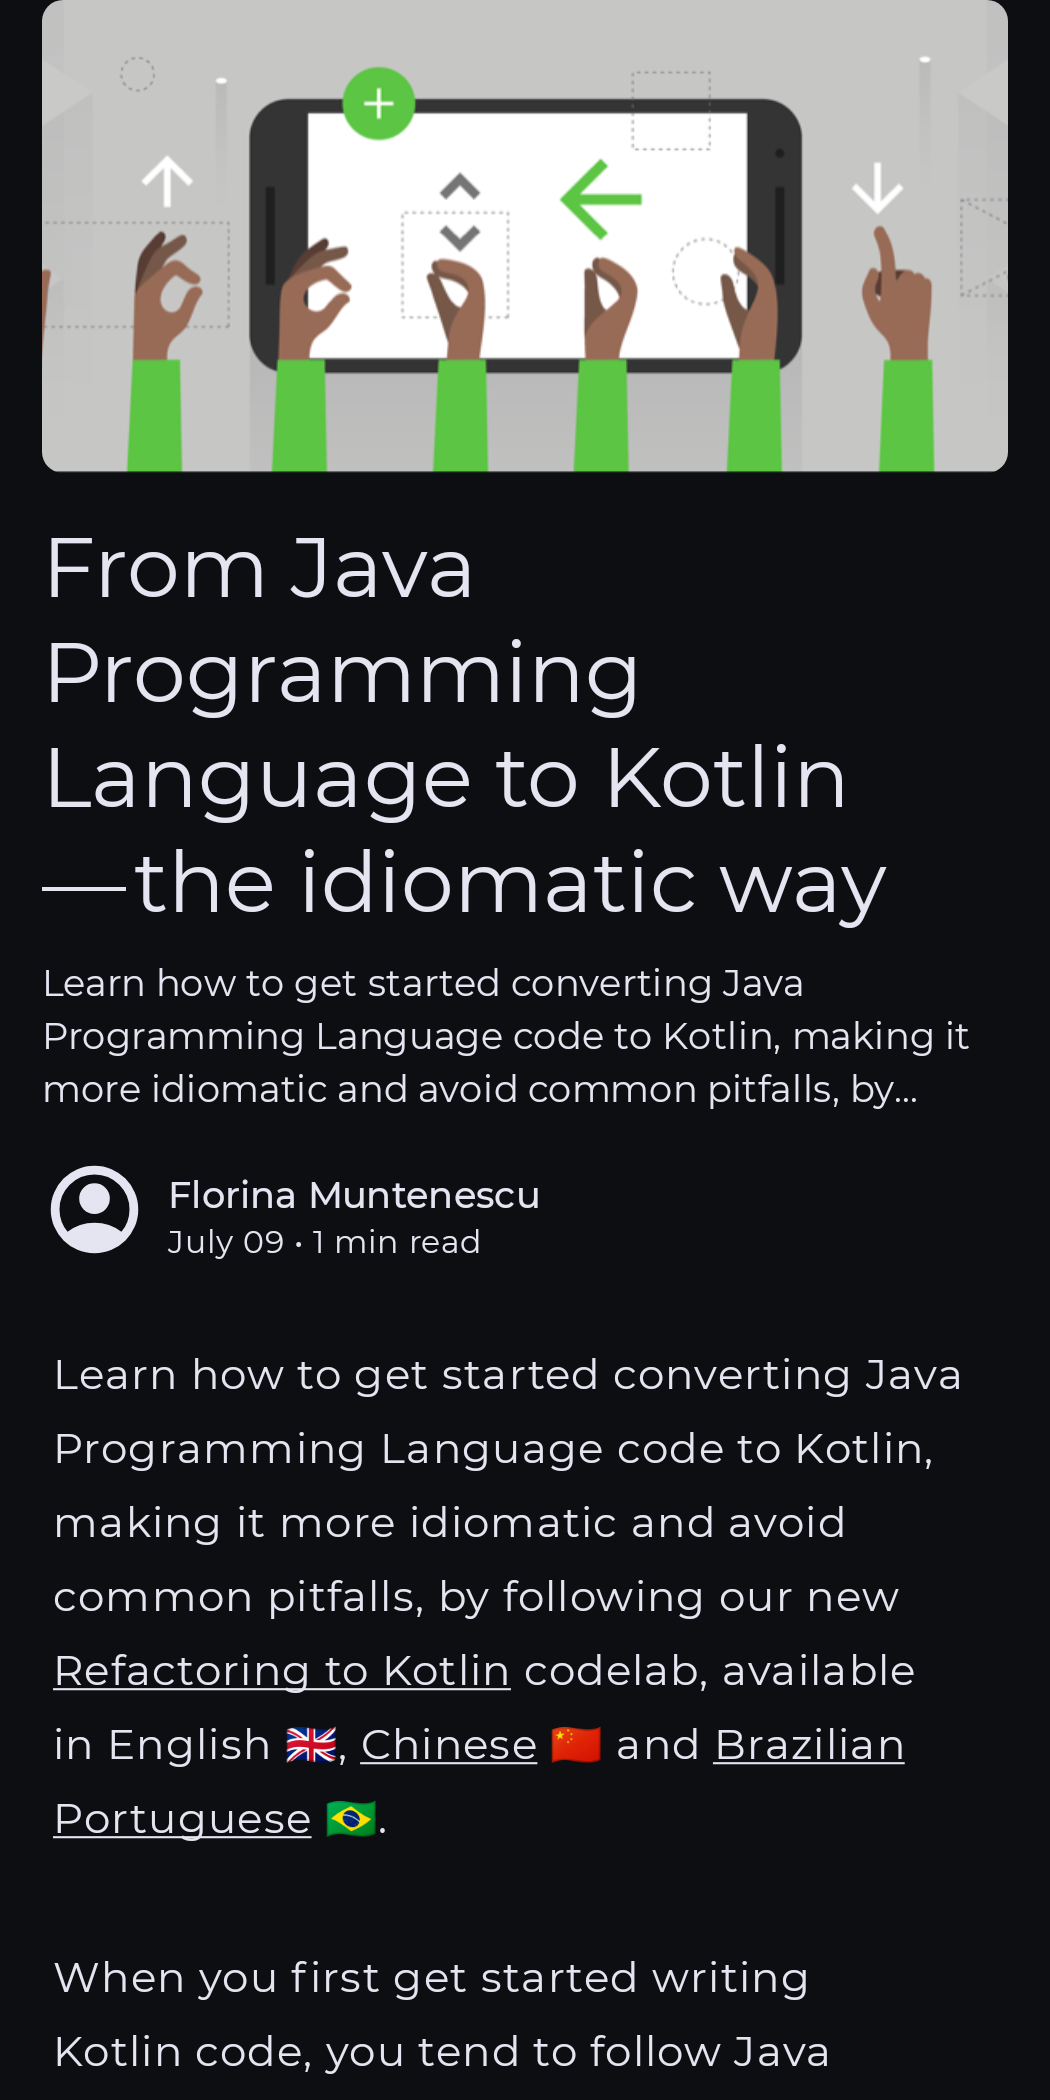 From Java
Programming
Language to Kotlin
—the idiomatic way
Learn how to get started converting Java
Programming Language code to Kotlin, making it
more idiomatic and avoid common pitfalls, by…
Florina Muntenescu
July 09 • 1 min read
Learn how to get started converting Java
Programming Language code to Kotlin,
making it more idiomatic and avoid
common pitfalls, by following our new
Refactoring to Kotlin codelab, available
in English 🇬🇧, Chinese 🇨🇳 and Brazilian
Portuguese 🇧🇷.
When you first get started writing
Kotlin code, you tend to follow Java